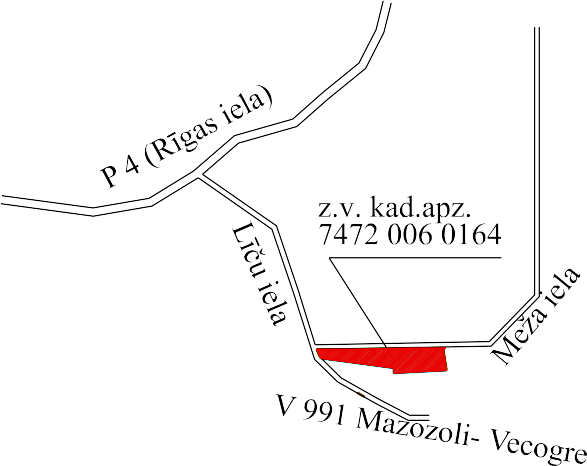 P 4 (Rīgas iela)
z.v. kad.apz.
7472 006 0164
Līču iela
Meža iela
V 991 Mazozoli- Vecogre